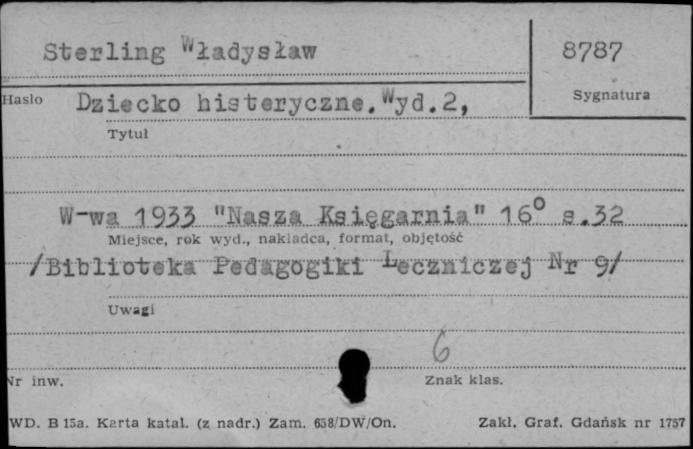 Sterling Władysław
8787
Hasło
Dziecko histeryczne. Wyd.2,
Sygnatura
Tytuł
W-wa 1933 "Nasza Księgarnia" 16° s.32
Miejsce, rok wyd., nakładca, format, objętość
/Biblioteka Pedagogiki Leczniczej Nr 9/
Uwagi
6
Nr inw.
Znak klas.
WD. B 15a. Karta katal. (z nadr.) Zam. 658/DW/On.
Zakł. Graf. Gdańsk nr 1757